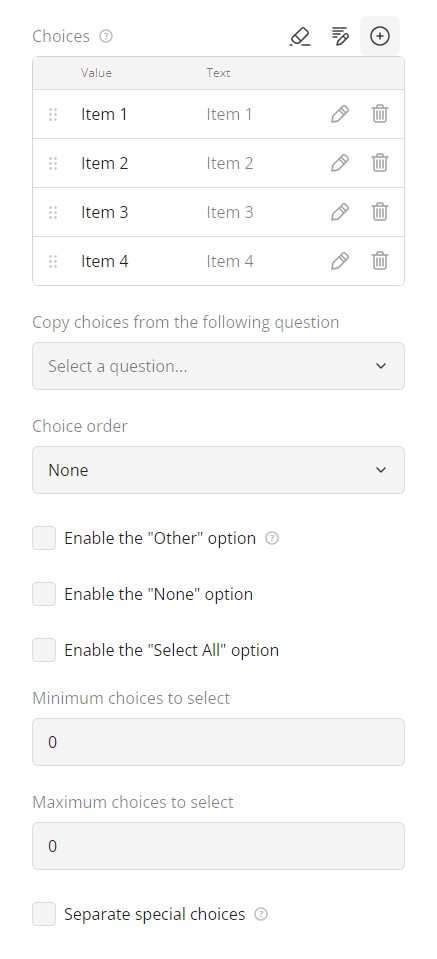 Choices
Value Text
Item 1 Item 1
Item 2 Item 2
Item 3 Item 3
Item 4 Item 4
Copy choices from the following question
Select a question...
Choice order
None
Enable the "Other" option
Enable the "None" option
Enable the "Select All" option
Minimum choices to select
0
Maximum choices to select
0
Separate special choices